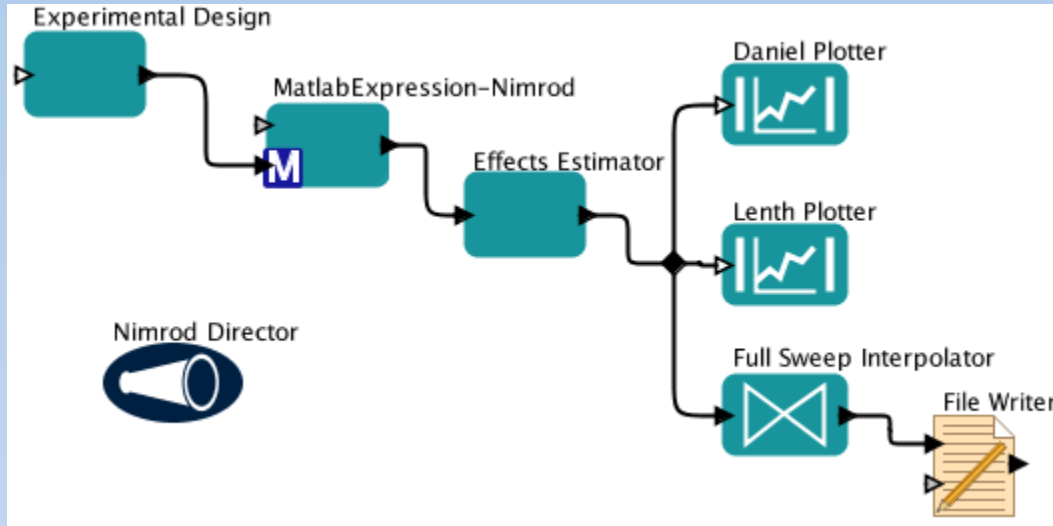 Experimental Design
MatlabExpression-Nimrod
M
Effects Estimator
Daniel Plotter
Lenth Plotter
Nimrod Director
Full Sweep Interpolator
File Writer